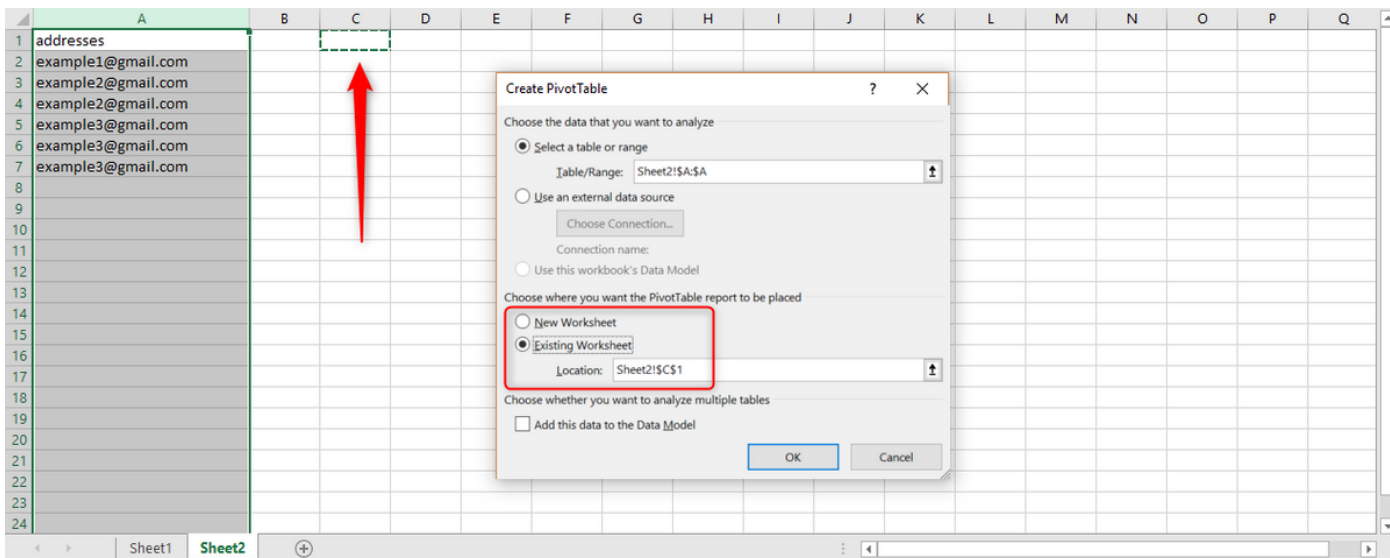 A B C D E F G H I J K L M N O P Q
1 addresses
2 example1@gmail.com
3 example2@gmail.com
4 example2@gmail.com
5 example3@gmail.com
6 example3@gmail.com
7 example3@gmail.com
8
9
10
11
12
13
14
15
16
17
18
19
20
21
22
23
24
Create PivotTable ? ×
Choose the data that you want to analyze
Select a table or range
Table/Range: Sheet2!$A:$A
Use an external data source
Choose Connection...
Connection name:
Use this workbook's Data Model
Choose where you want the PivotTable report to be placed
New Worksheet
Existing Worksheet
Location: Sheet2!$C$1
Choose whether you want to analyze multiple tables
Add this data to the Data Model
OK Cancel
Sheet1 Sheet2